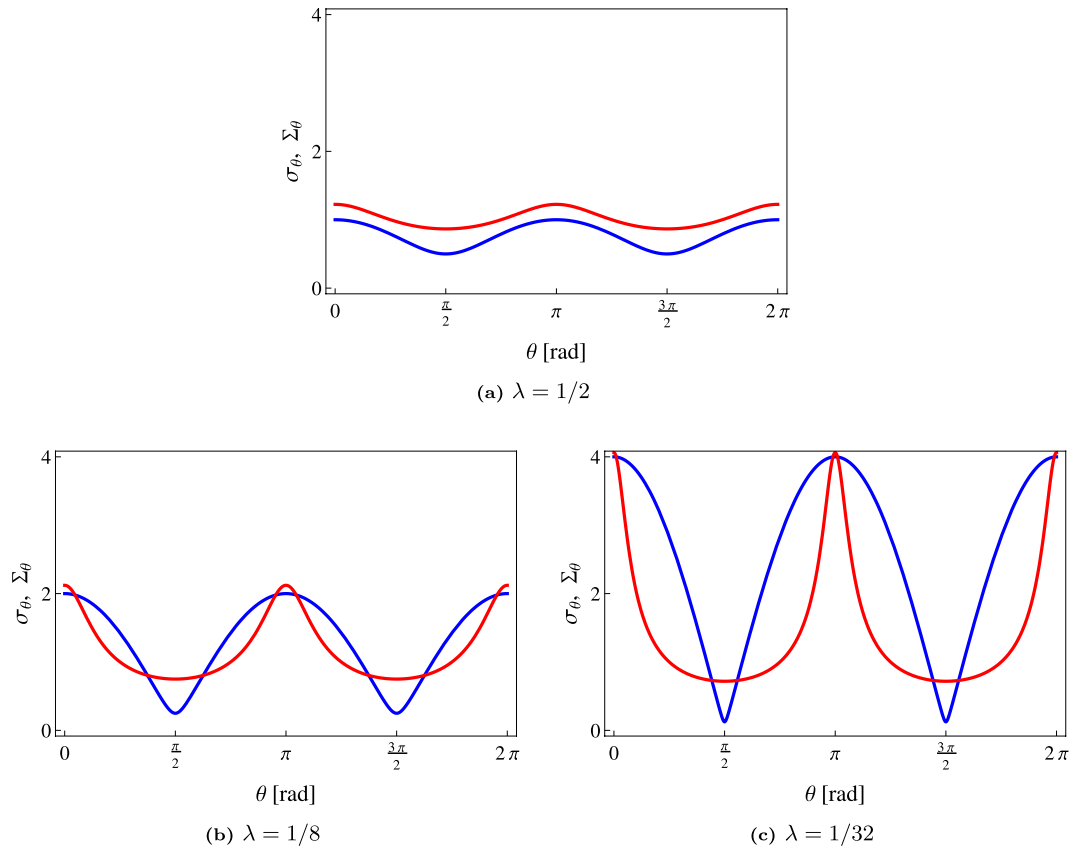 4
2
0
σθ, Σθ
0 π/2 π 3π/2 2π
θ [rad]
(a) λ = 1/2
4
2
0
σθ, Σθ
0 π/2 π 3π/2 2π
θ [rad]
(b) λ = 1/8
4
2
0
σθ, Σθ
0 π/2 π 3π/2 2π
θ [rad]
(c) λ = 1/32